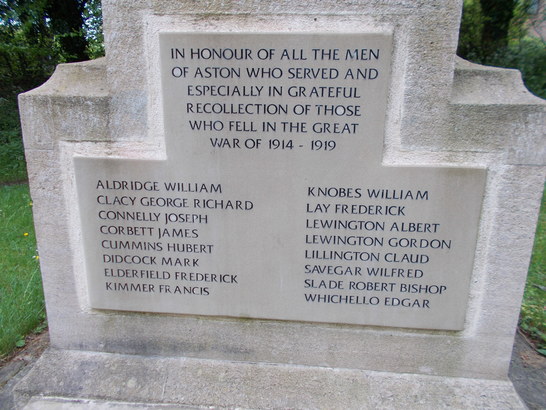 IN HONOUR OF ALL THE MEN
OF ASTON WHO SERVED AND
ESPECIALLY IN GRATEFUL
RECOLLECTION OF THOSE
WHO FELL IN THE GREAT
WAR OF 1914 - 1919
ALDRIDGE WILLIAM
CLACY GEORGE RICHARD
CONNELLY JOSEPH
CORBETT JAMES
CUMMINS HUBERT
DIDCOCK MARK
ELDERFIELD FREDERICK
KIMMER FRANCIS
KNOBES WILLIAM
LAY FREDERICK
LEWINGTON ALBERT
LEWINGTON GORDON
LILLINGTON CLAUD
SAVEGAR WILFRED
SLADE ROBERT BISHOP
WHICHELLO EDGAR